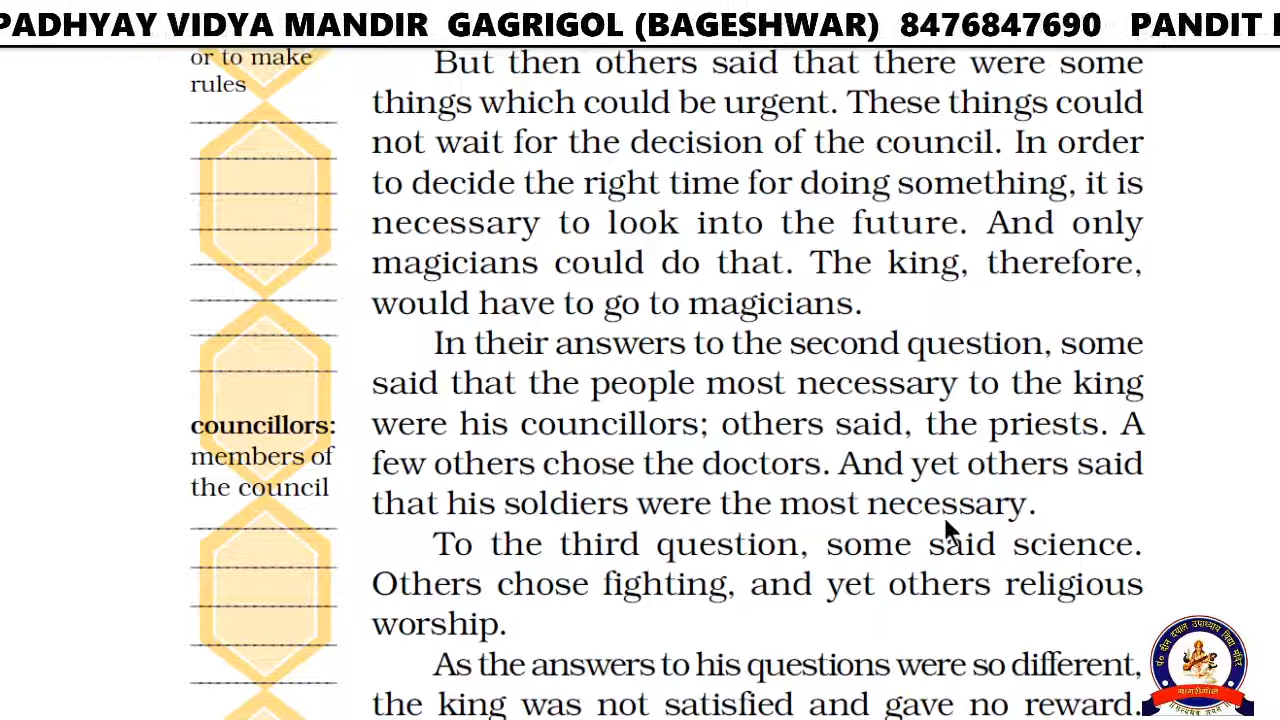 PADHYAY VIDYA MANDIR GAGRIGOL (BAGESHWAR) 8476847690 PANDIT
or to make
rules
councillors:
members of
the council
But then others said that there were some
things which could be urgent. These things could
not wait for the decision of the council. In order
to decide the right time for doing something, it is
necessary to look into the future. And only
magicians could do that. The king, therefore,
would have to go to magicians.
In their answers to the second question, some
said that the people most necessary to the king
were his councillors; others said, the priests. A
few others chose the doctors. And yet others said
that his soldiers were the most necessary.
To the third question, some said science.
Others chose fighting, and yet others religious
worship.
As the answers to his questions were so different,
the king was not satisfied and gave no reward.
पं० दीन दयाल उपाध्याय विद्या मंदिर
गागरीगोल